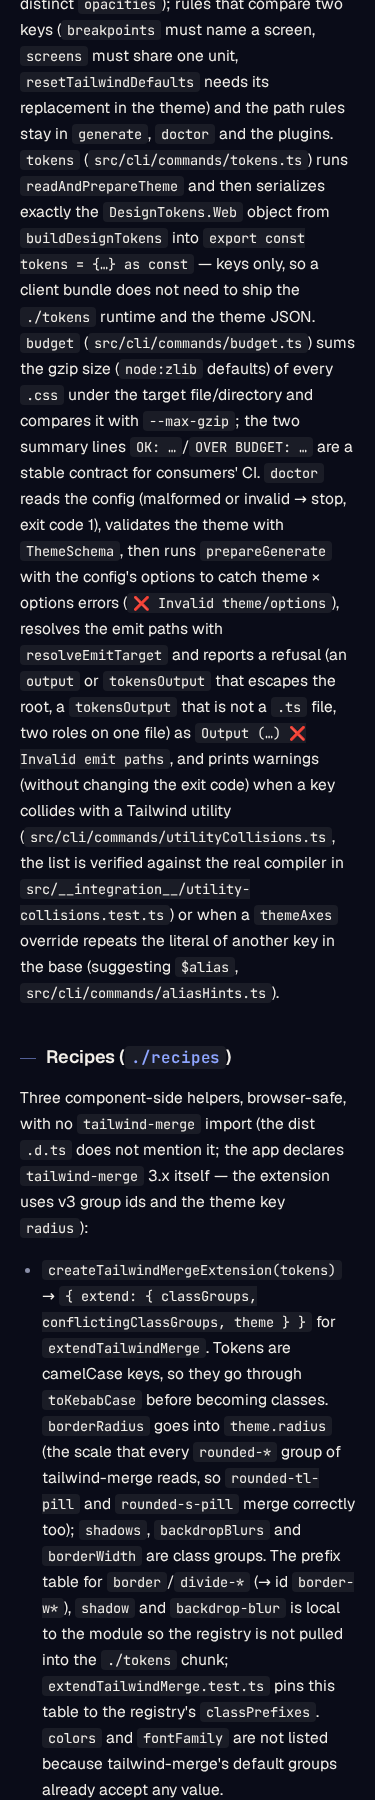 distinct opacities ); rules that compare two
keys ( breakpoints must name a screen,
screens must share one unit,
resetTailwindDefaults needs its
replacement in the theme) and the path rules
stay in generate , doctor and the plugins.
tokens ( src/cli/commands/tokens.ts ) runs
readAndPrepareTheme and then serializes
exactly the DesignTokens.Web object from
buildDesignTokens into export const
tokens = {…} as const — keys only, so a
client bundle does not need to ship the
./tokens runtime and the theme JSON.
budget ( src/cli/commands/budget.ts ) sums
the gzip size ( node:zlib defaults) of every
.css under the target file/directory and
compares it with --max-gzip ; the two
summary lines OK: … / OVER BUDGET: … are a
stable contract for consumers' CI. doctor
reads the config (malformed or invalid → stop,
exit code 1), validates the theme with
ThemeSchema , then runs prepareGenerate
with the config's options to catch theme ×
options errors ( ❌ Invalid theme/options ),
resolves the emit paths with
resolveEmitTarget and reports a refusal (an
output or tokensOutput that escapes the
root, a tokensOutput that is not a .ts file,
two roles on one file) as Output (…) ❌
Invalid emit paths , and prints warnings
(without changing the exit code) when a key
collides with a Tailwind utility
( src/cli/commands/utilityCollisions.ts ,
the list is verified against the real compiler in
src/__integration__/utility-
collisions.test.ts ) or when a themeAxes
override repeats the literal of another key in
the base (suggesting $alias ,
src/cli/commands/aliasHints.ts ).
— Recipes ( ./recipes )
Three component-side helpers, browser-safe,
with no tailwind-merge import (the dist
.d.ts does not mention it; the app declares
tailwind-merge 3.x itself — the extension
uses v3 group ids and the theme key
radius ):
• createTailwindMergeExtension(tokens)
→ { extend: { classGroups,
conflictingClassGroups, theme } } for
extendTailwindMerge . Tokens are
camelCase keys, so they go through
toKebabCase before becoming classes.
borderRadius goes into theme.radius
(the scale that every rounded-* group of
tailwind-merge reads, so rounded-tl-
pill and rounded-s-pill merge correctly
too); shadows , backdropBlurs and
borderWidth are class groups. The prefix
table for border / divide-* (→ id border-
w* ), shadow and backdrop-blur is local
to the module so the registry is not pulled
into the ./tokens chunk;
extendTailwindMerge.test.ts pins this
table to the registry's classPrefixes .
colors and fontFamily are not listed
because tailwind-merge's default groups
already accept any value.